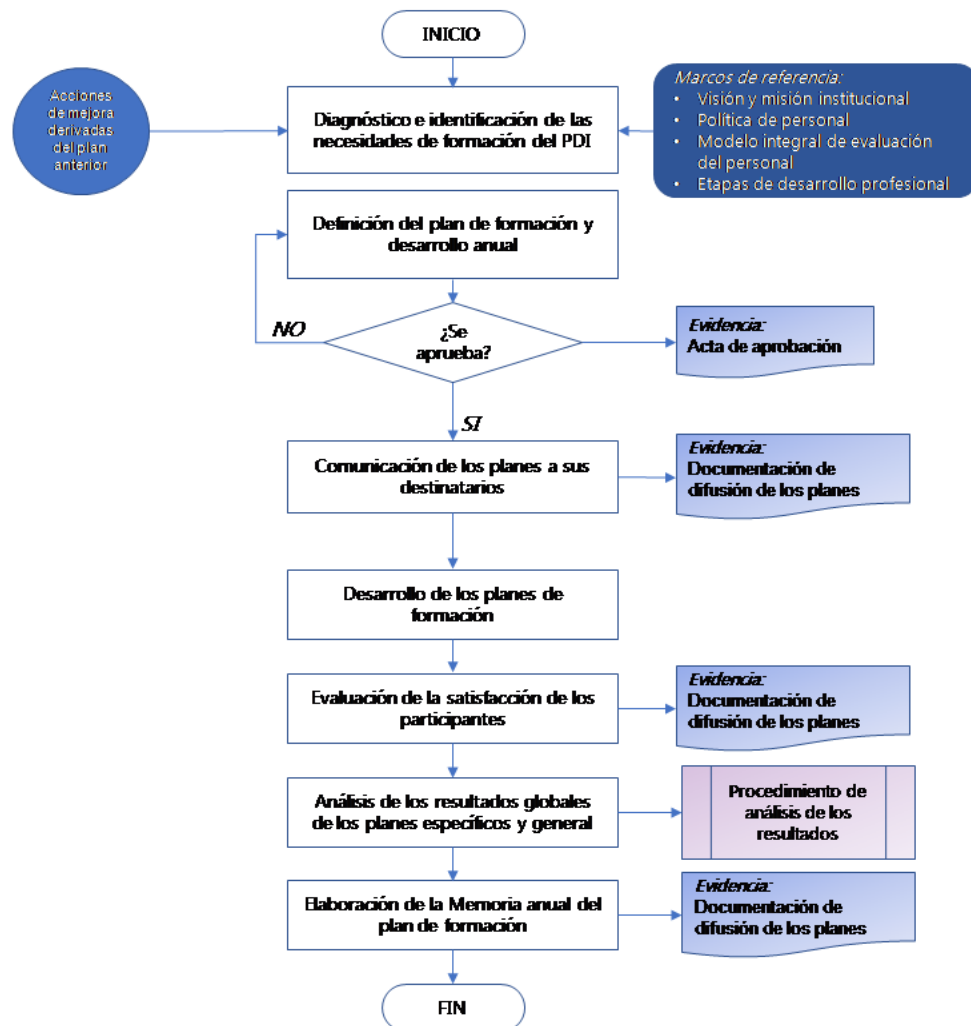 INICIO
Acciones
de mejora
derivadas
del plan
anterior
Diagnóstico e identificación de las
necesidades de formación del PDI
Marcos de referencia:
• Visión y misión institucional
• Política de personal
• Modelo integral de evaluación
del personal
• Etapas de desarrollo profesional
Definición del plan de formación y
desarrollo anual
NO
¿Se
aprueba?
Evidencia:
Acta de aprobación
SI
Comunicación de los planes a sus
destinatarios
Evidencia:
Documentación de
difusión de los planes
Desarrollo de los planes de
formación
Evaluación de la satisfacción de los
participantes
Evidencia:
Documentación de
difusión de los planes
Análisis de los resultados globales
de los planes específicos y general
Procedimiento de
análisis de los
resultados
Elaboración de la Memoria anual del
plan de formación
Evidencia:
Documentación de
difusión de los planes
FIN